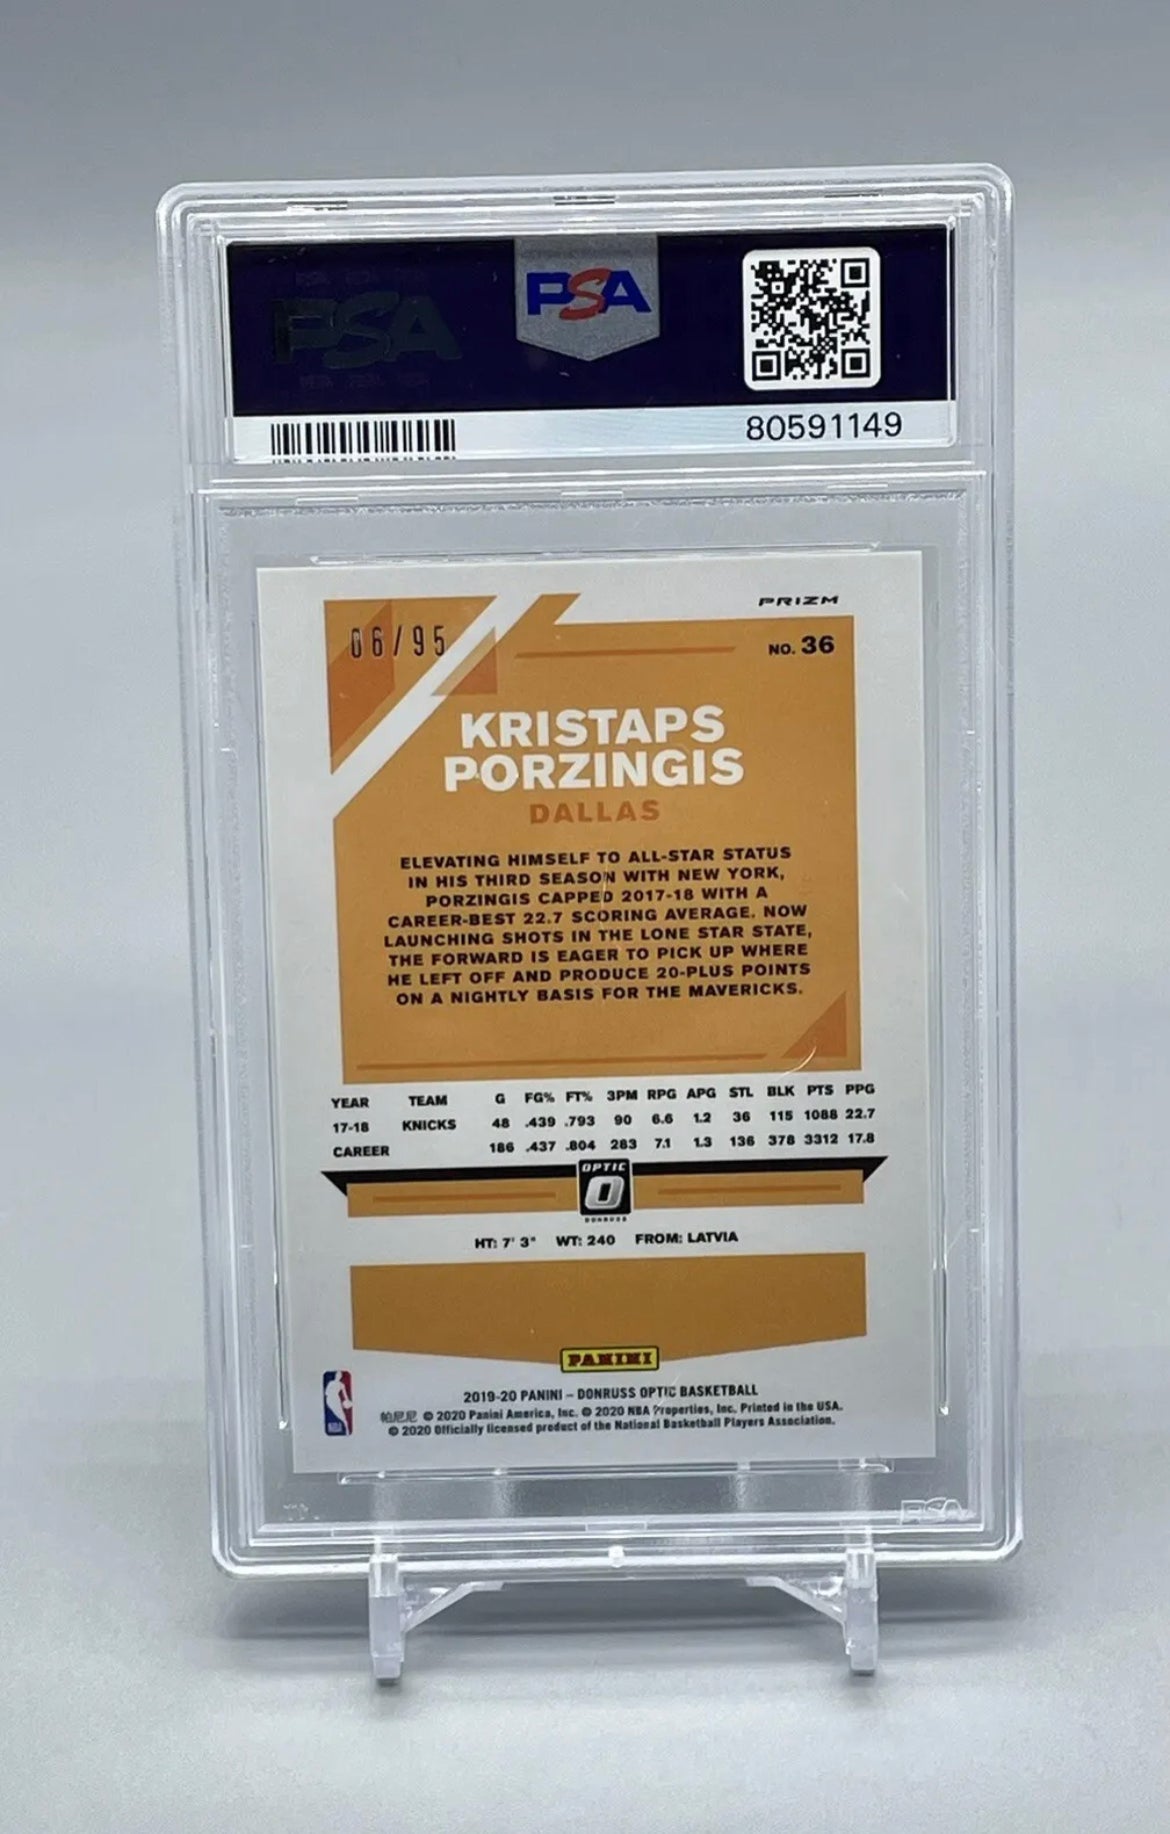 PSA
PSA
80591149
PRIZM
06/95
NO. 36
KRISTAPS
PORZINGIS
DALLAS
ELEVATING HIMSELF TO ALL-STAR STATUS
IN HIS THIRD SEASON WITH NEW YORK,
PORZINGIS CAPPED 2017-18 WITH A
CAREER-BEST 22.7 SCORING AVERAGE. NOW
LAUNCHING SHOTS IN THE LONE STAR STATE,
THE FORWARD IS EAGER TO PICK UP WHERE
HE LEFT OFF AND PRODUCE 20-PLUS POINTS
ON A NIGHTLY BASIS FOR THE MAVERICKS.
YEAR TEAM G FG% FT% 3PM RPG APG STL BLK PTS PPG
17-18 KNICKS 48 .439 .793 90 6.6 1.2 36 115 1088 22.7
CAREER 186 .437 .804 283 7.1 1.3 136 378 3312 17.8
OPTIC
DONRUSS
HT: 7' 3" WT: 240 FROM: LATVIA
PANINI
2019-20 PANINI – DONRUSS OPTIC BASKETBALL
帕尼尼 © 2020 Panini America, Inc. © 2020 NBA Properties, Inc. Printed in the USA.
© 2020 Officially licensed product of the National Basketball Players Association.
NBA
PSA